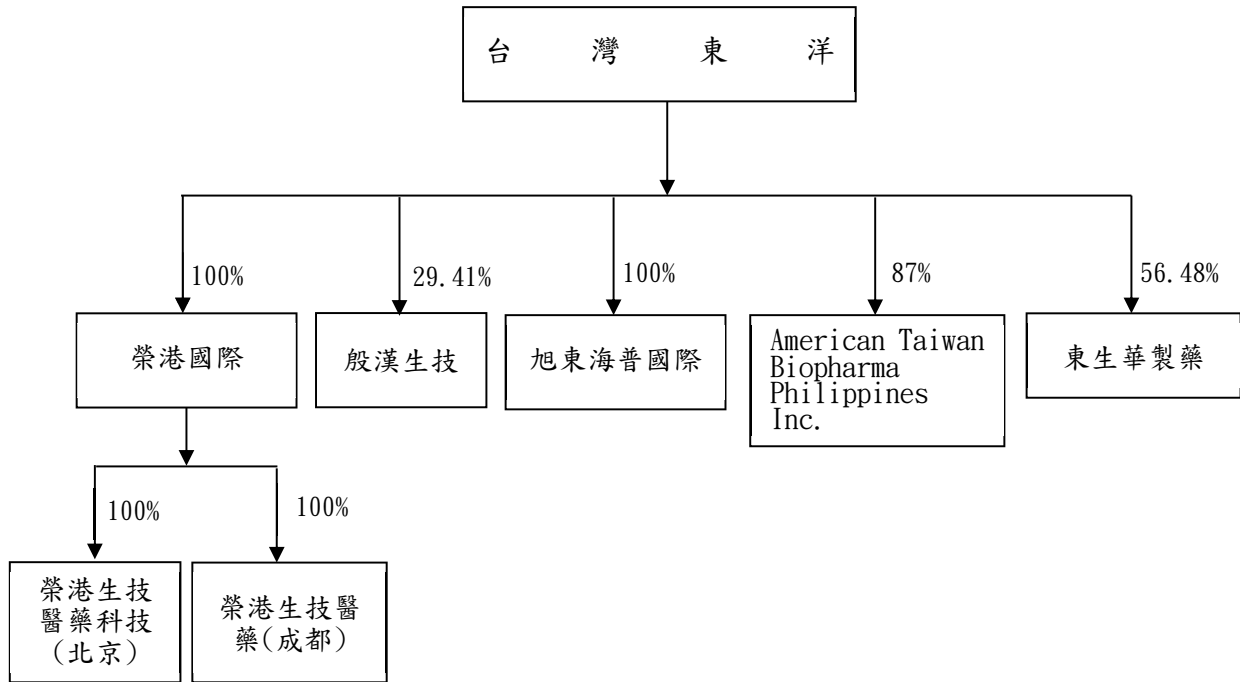 台灣東洋
100%
29.41%
100%
87%
56.48%
榮港國際
殷漢生技
旭東海普國際
American Taiwan
Biopharma
Philippines
Inc.
東生華製藥
100%
100%
榮港生技
醫藥科技
(北京)
榮港生技醫
藥(成都)